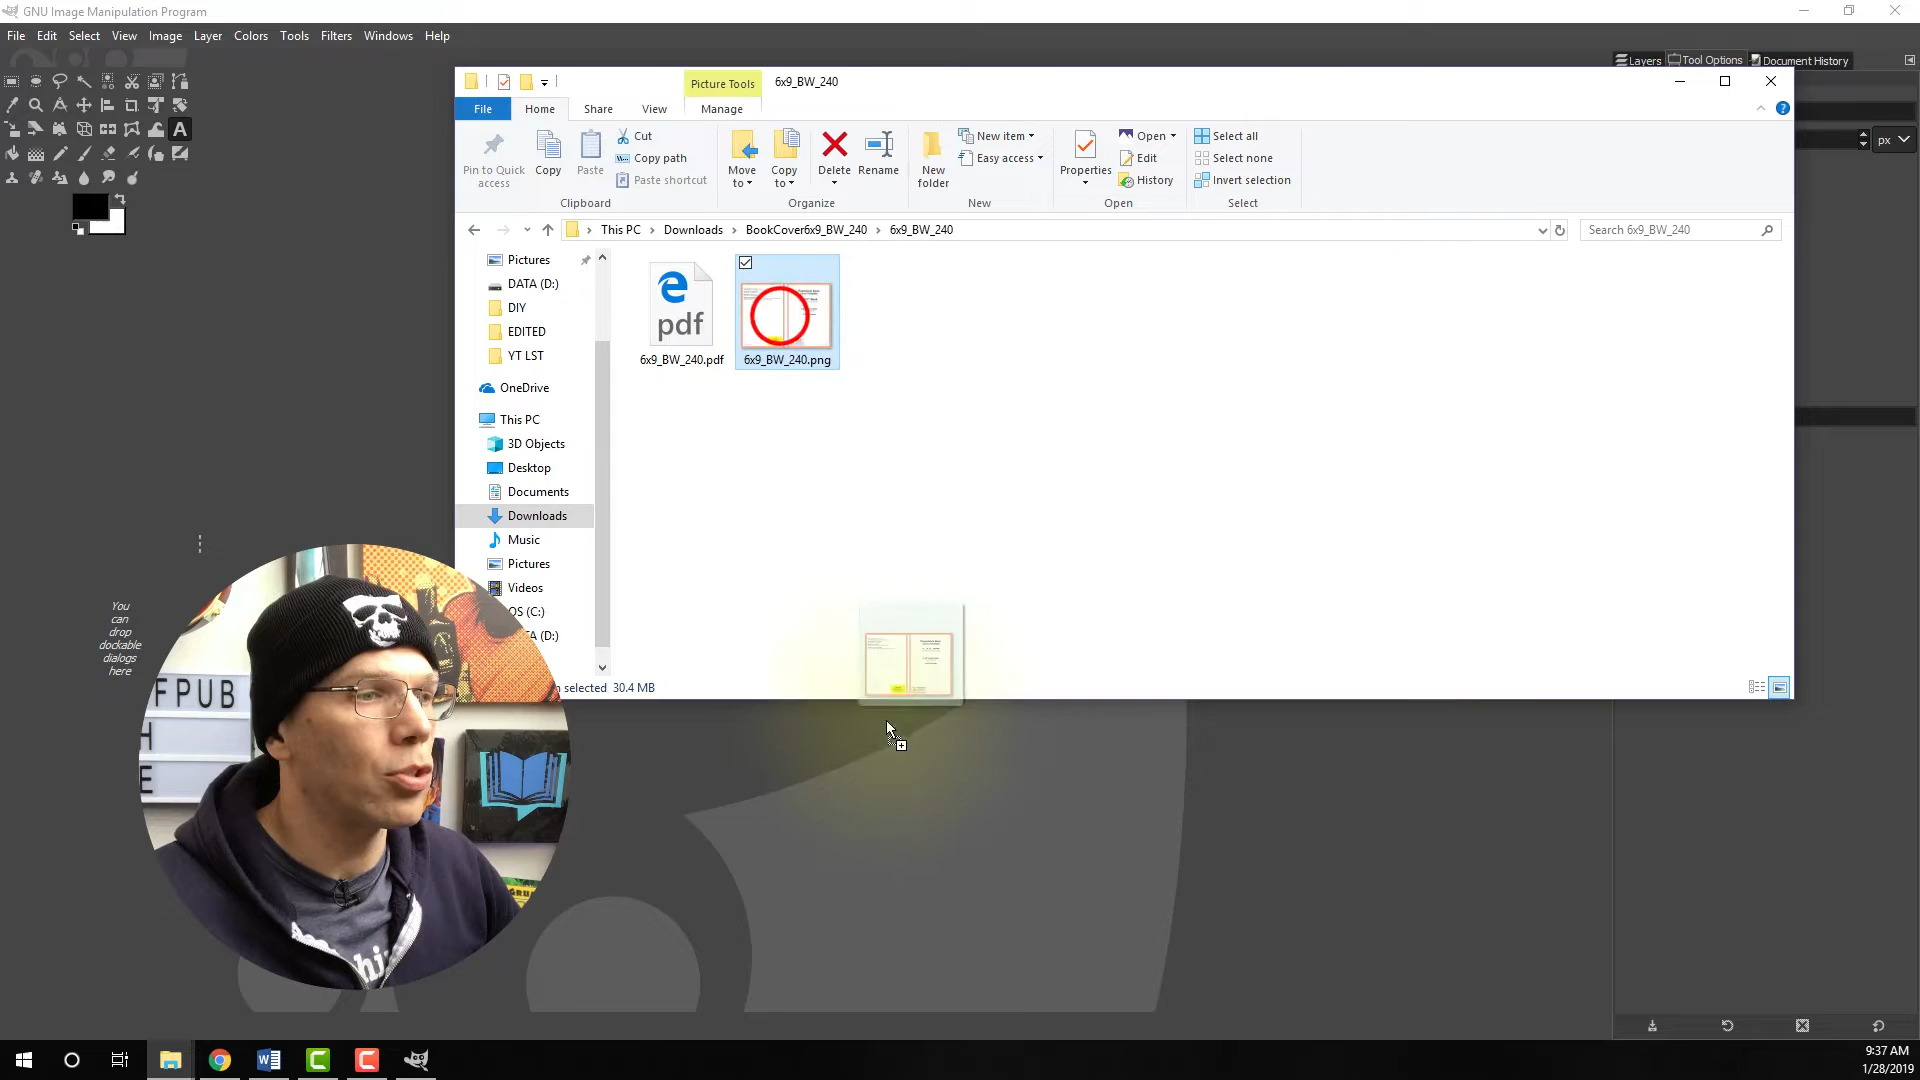 GNU Image Manipulation Program
File Edit Select View Image Layer Colors Tools Filters Windows Help
Layers Tool Options Document History
Picture Tools 6x9_BW_240
File Home Share View Manage
Pin to Quick access
Copy
Paste
Cut
Copy path
Paste shortcut
Move to
Copy to
Delete
Rename
New folder
New item
Easy access
Properties
Open
Edit
History
Select all
Select none
Invert selection
Clipboard Organize New Open Select
px
This PC Downloads BookCover6x9_BW_240 6x9_BW_240
Search 6x9_BW_240
Pictures
DATA (D:)
DIY
EDITED
YT LST
OneDrive
This PC
3D Objects
Desktop
Documents
Downloads
Music
Pictures
Videos
OS (C:)
pdf
6x9_BW_240.pdf
6x9_BW_240.png
selected 30.4 MB
You
can
drop
dockable
dialogs
here
FPUB
H
E
9:37 AM
1/28/2019